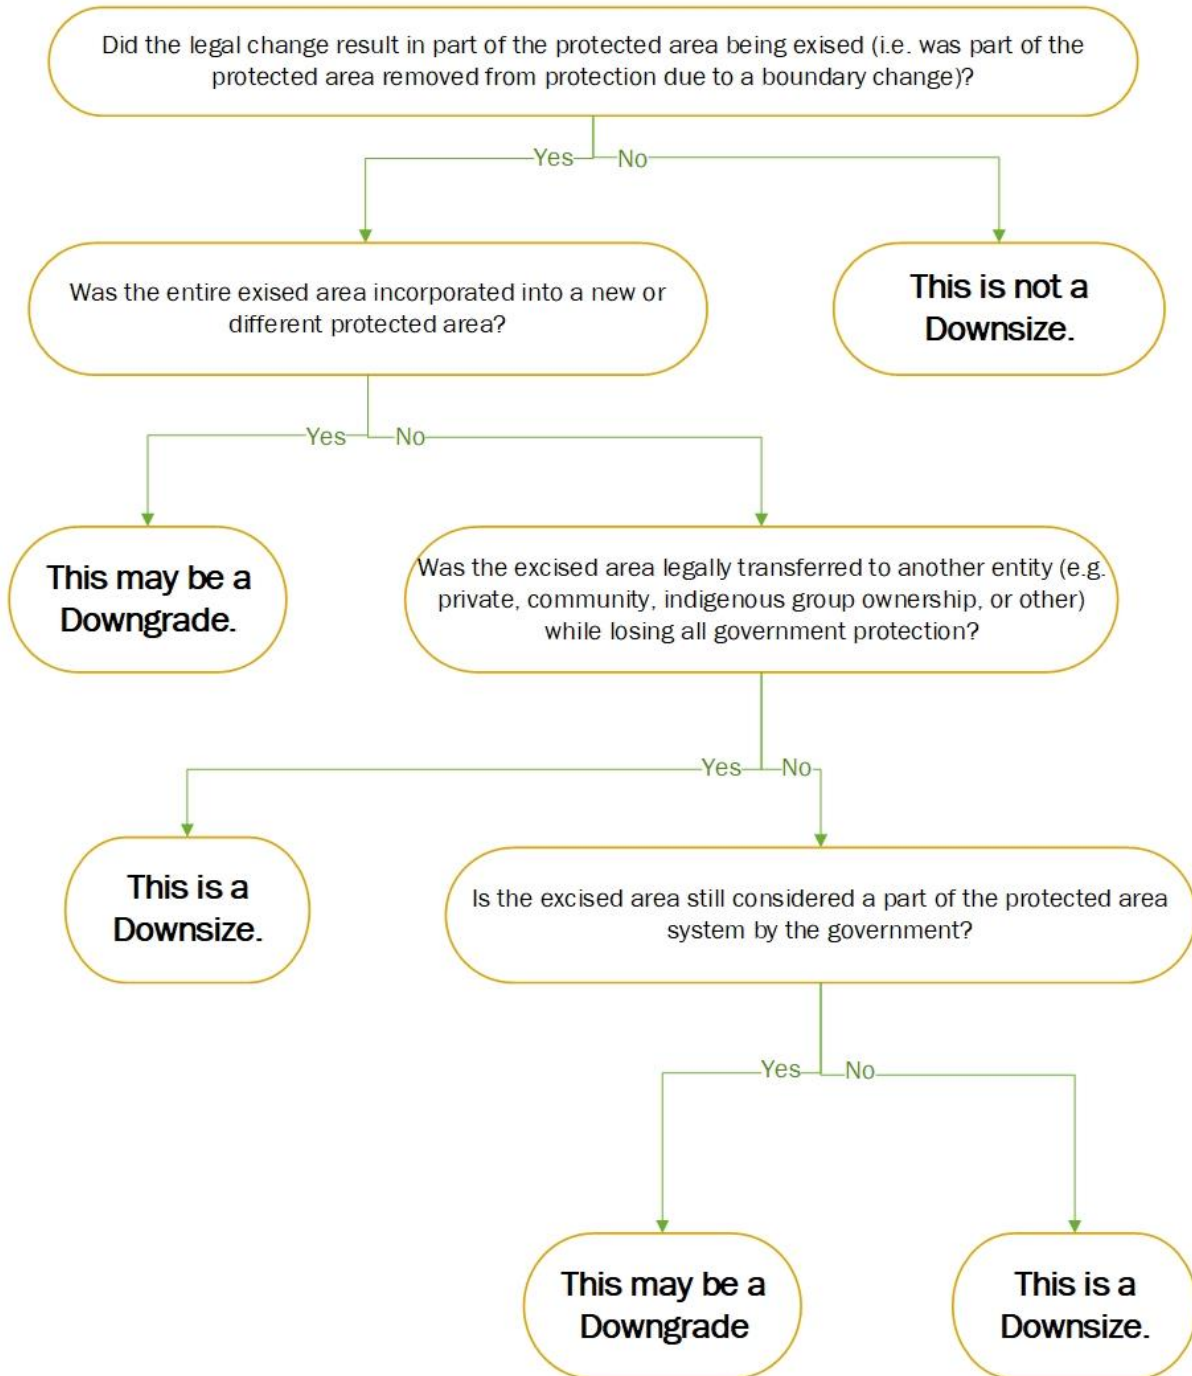 Did the legal change result in part of the protected area being exised (i.e. was part of the
protected area removed from protection due to a boundary change)?
Yes
No
Was the entire exised area incorporated into a new or
different protected area?
This is not a
Downsize.
Yes
No
This may be a
Downgrade.
Was the excised area legally transferred to another entity (e.g.
private, community, indigenous group ownership, or other)
while losing all government protection?
Yes
No
This is a
Downsize.
Is the excised area still considered a part of the protected area
system by the government?
Yes
No
This may be a
Downgrade
This is a
Downsize.